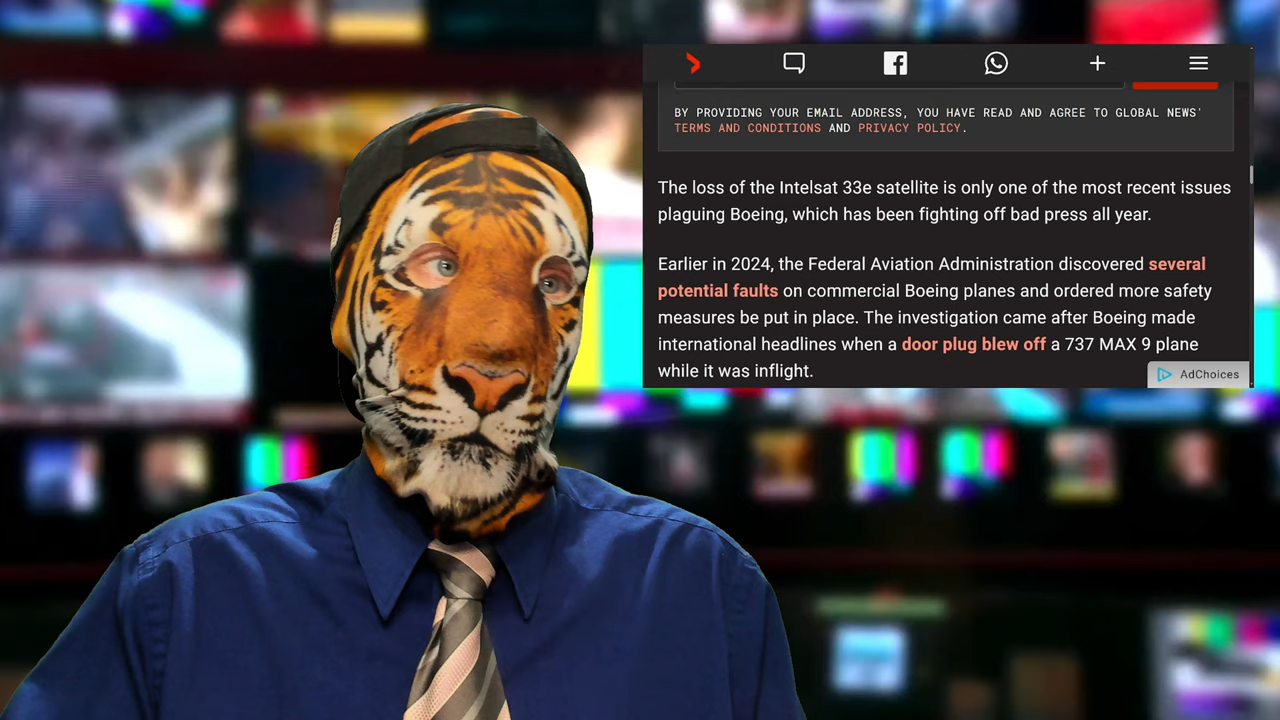 BY PROVIDING YOUR EMAIL ADDRESS, YOU HAVE READ AND AGREE TO GLOBAL NEWS'
TERMS AND CONDITIONS AND PRIVACY POLICY.
The loss of the Intelsat 33e satellite is only one of the most recent issues
plaguing Boeing, which has been fighting off bad press all year.
Earlier in 2024, the Federal Aviation Administration discovered several
potential faults on commercial Boeing planes and ordered more safety
measures be put in place. The investigation came after Boeing made
international headlines when a door plug blew off a 737 MAX 9 plane
while it was inflight.
AdChoices